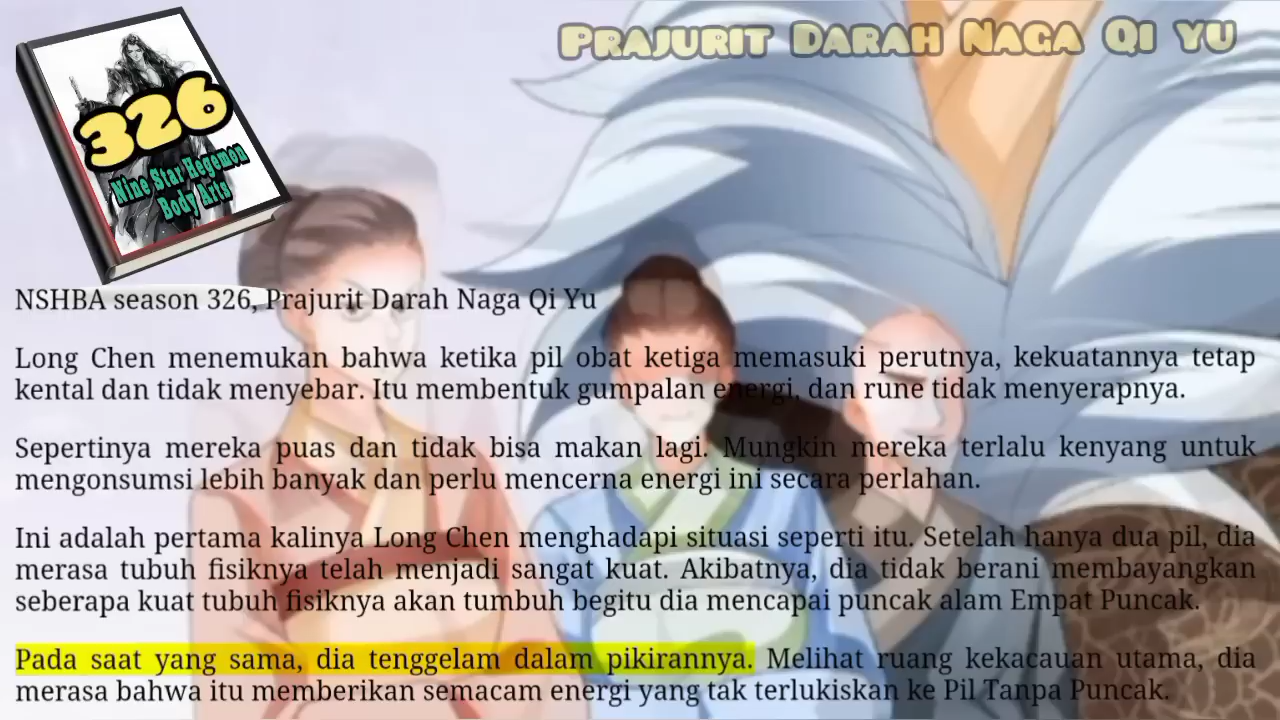 Prajurit Darah Naga Qi yu
326
Nine Star Hegemon
Body Arts
NSHBA season 326, Prajurit Darah Naga Qi Yu
Long Chen menemukan bahwa ketika pil obat ketiga memasuki perutnya, kekuatannya tetap
kental dan tidak menyebar. Itu membentuk gumpalan energi, dan rune tidak menyerapnya.
Sepertinya mereka puas dan tidak bisa makan lagi. Mungkin mereka terlalu kenyang untuk
mengonsumsi lebih banyak dan perlu mencerna energi ini secara perlahan.
Ini adalah pertama kalinya Long Chen menghadapi situasi seperti itu. Setelah hanya dua pil, dia
merasa tubuh fisiknya telah menjadi sangat kuat. Akibatnya, dia tidak berani membayangkan
seberapa kuat tubuh fisiknya akan tumbuh begitu dia mencapai puncak alam Empat Puncak.
Pada saat yang sama, dia tenggelam dalam pikirannya. Melihat ruang kekacauan utama, dia
merasa bahwa itu memberikan semacam energi yang tak terlukiskan ke Pil Tanpa Puncak.